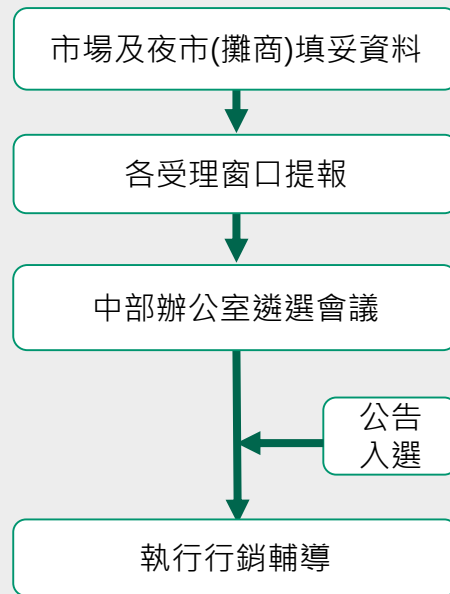 市場及夜市(攤商)填妥資料
各受理窗口提報
中部辦公室遴選會議
公告
入選
執行行銷輔導